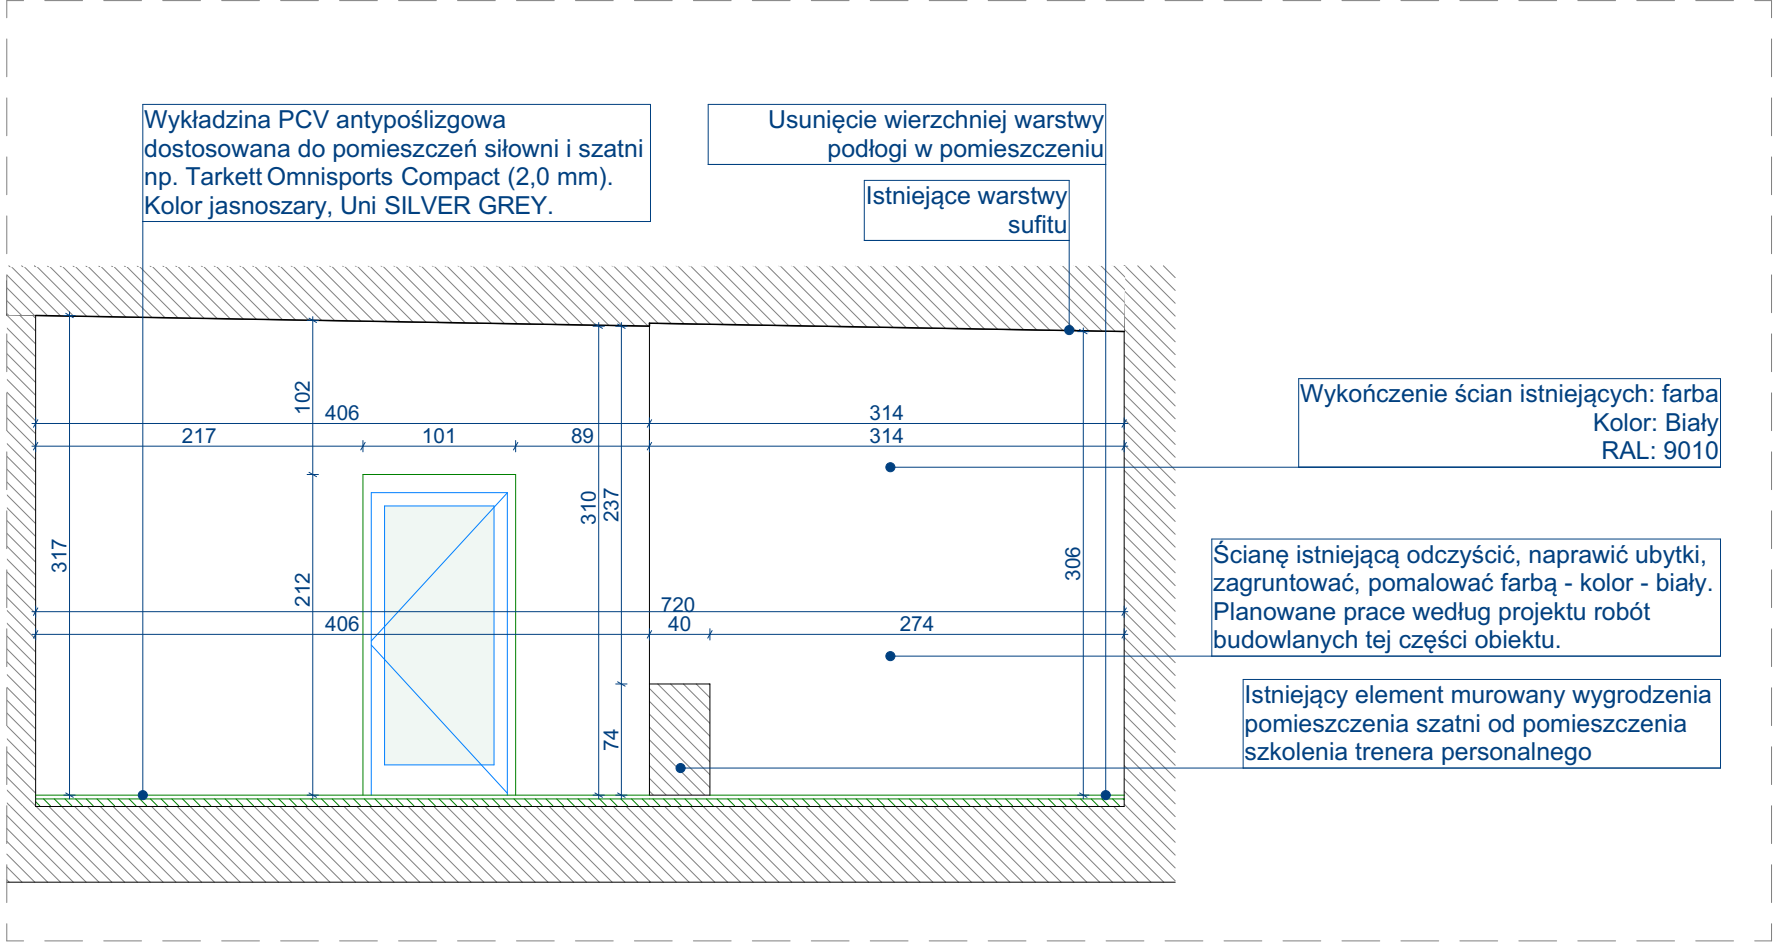 Wykładzina PCV antypoślizgowa
dostosowana do pomieszczeń siłowni i szatni
np. Tarkett Omnisports Compact (2,0 mm).
Kolor jasnoszary, Uni SILVER GREY.
Usunięcie wierzchniej warstwy
podłogi w pomieszczeniu
Istniejące warstwy
sufitu
Wykończenie ścian istniejących: farba
Kolor: Biały
RAL: 9010
Ścianę istniejącą odczyścić, naprawić ubytki,
zagruntować, pomalować farbą - kolor - biały.
Planowane prace według projektu robót
budowlanych tej części obiektu.
Istniejący element murowany wygrodzenia
pomieszczenia szatni od pomieszczenia
szkolenia trenera personalnego
102
406
314
217
101
89
314
310
237
317
212
306
720
406
40
274
74